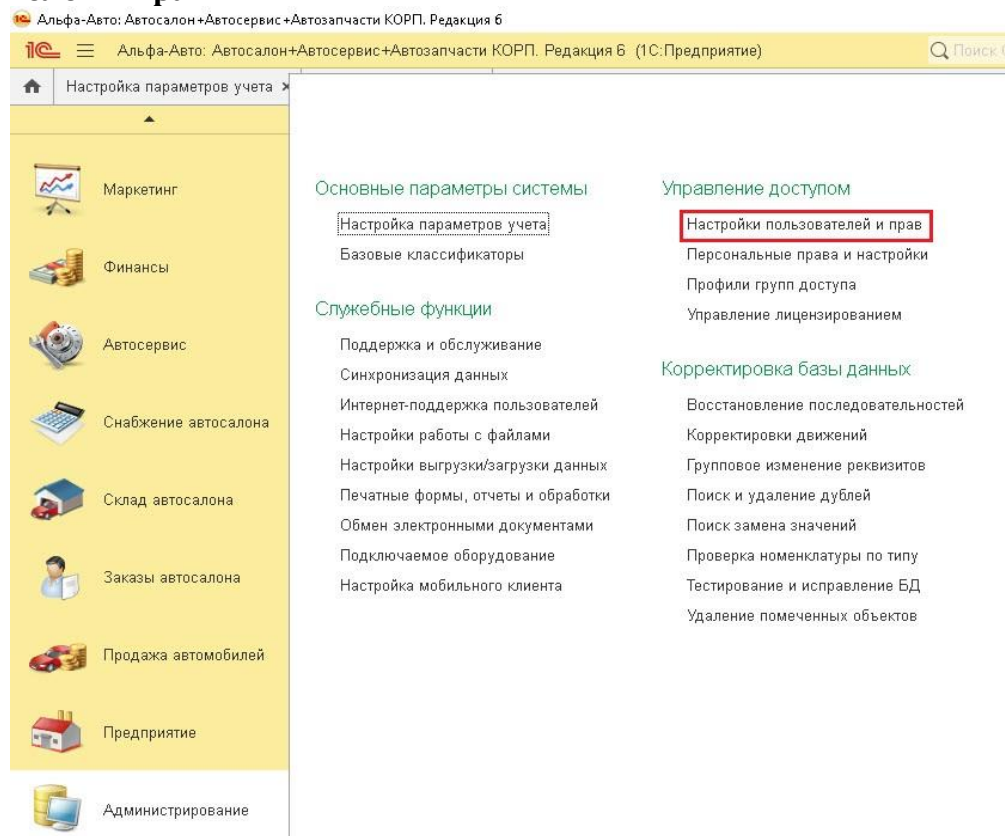 Альфа-Авто: Автосалон+Автосервис+Автозапчасти КОРП. Редакция 6
Альфа-Авто: Автосалон+Автосервис+Автозапчасти КОРП. Редакция 6 (1С:Предприятие)
Поиск
Настройка параметров учета ×
Маркетинг
Финансы
Автосервис
Снабжение автосалона
Склад автосалона
Заказы автосалона
Продажа автомобилей
Предприятие
Администрирование
Основные параметры системы
Настройка параметров учета
Базовые классификаторы
Служебные функции
Поддержка и обслуживание
Синхронизация данных
Интернет-поддержка пользователей
Настройки работы с файлами
Настройки выгрузки/загрузки данных
Печатные формы, отчеты и обработки
Обмен электронными документами
Подключаемое оборудование
Настройка мобильного клиента
Управление доступом
Настройки пользователей и прав
Персональные права и настройки
Профили групп доступа
Управление лицензированием
Корректировка базы данных
Восстановление последовательностей
Корректировки движений
Групповое изменение реквизитов
Поиск и удаление дублей
Поиск замена значений
Проверка номенклатуры по типу
Тестирование и исправление БД
Удаление помеченных объектов